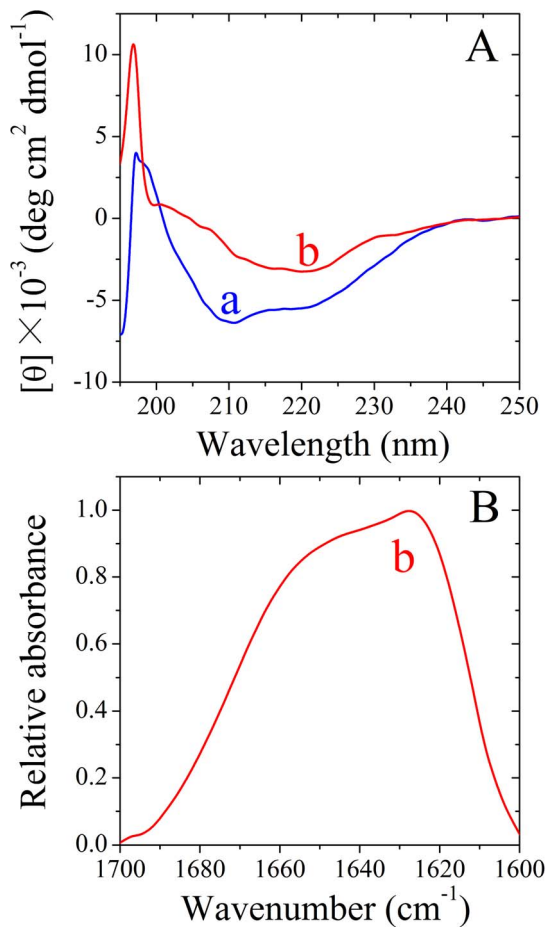 A
10
5
0
-5
-10
[θ]×10⁻³ (deg cm² dmol⁻¹)
b
a
200 210 220 230 240 250
Wavelength (nm)
B
1.0
0.8
0.6
0.4
0.2
0.0
Relative absorbance
b
1700 1680 1660 1640 1620 1600
Wavenumber (cm⁻¹)